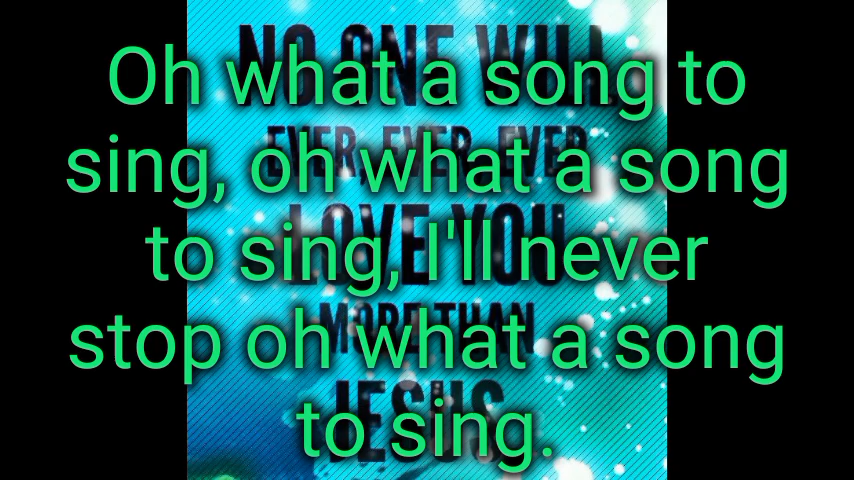 Oh what a song to
sing, oh what a song
to sing, I'll never
stop oh what a song
to sing.
NO ONE WILL
EVER, EVER, EVER
LOVE YOU
MORE THAN
JESUS